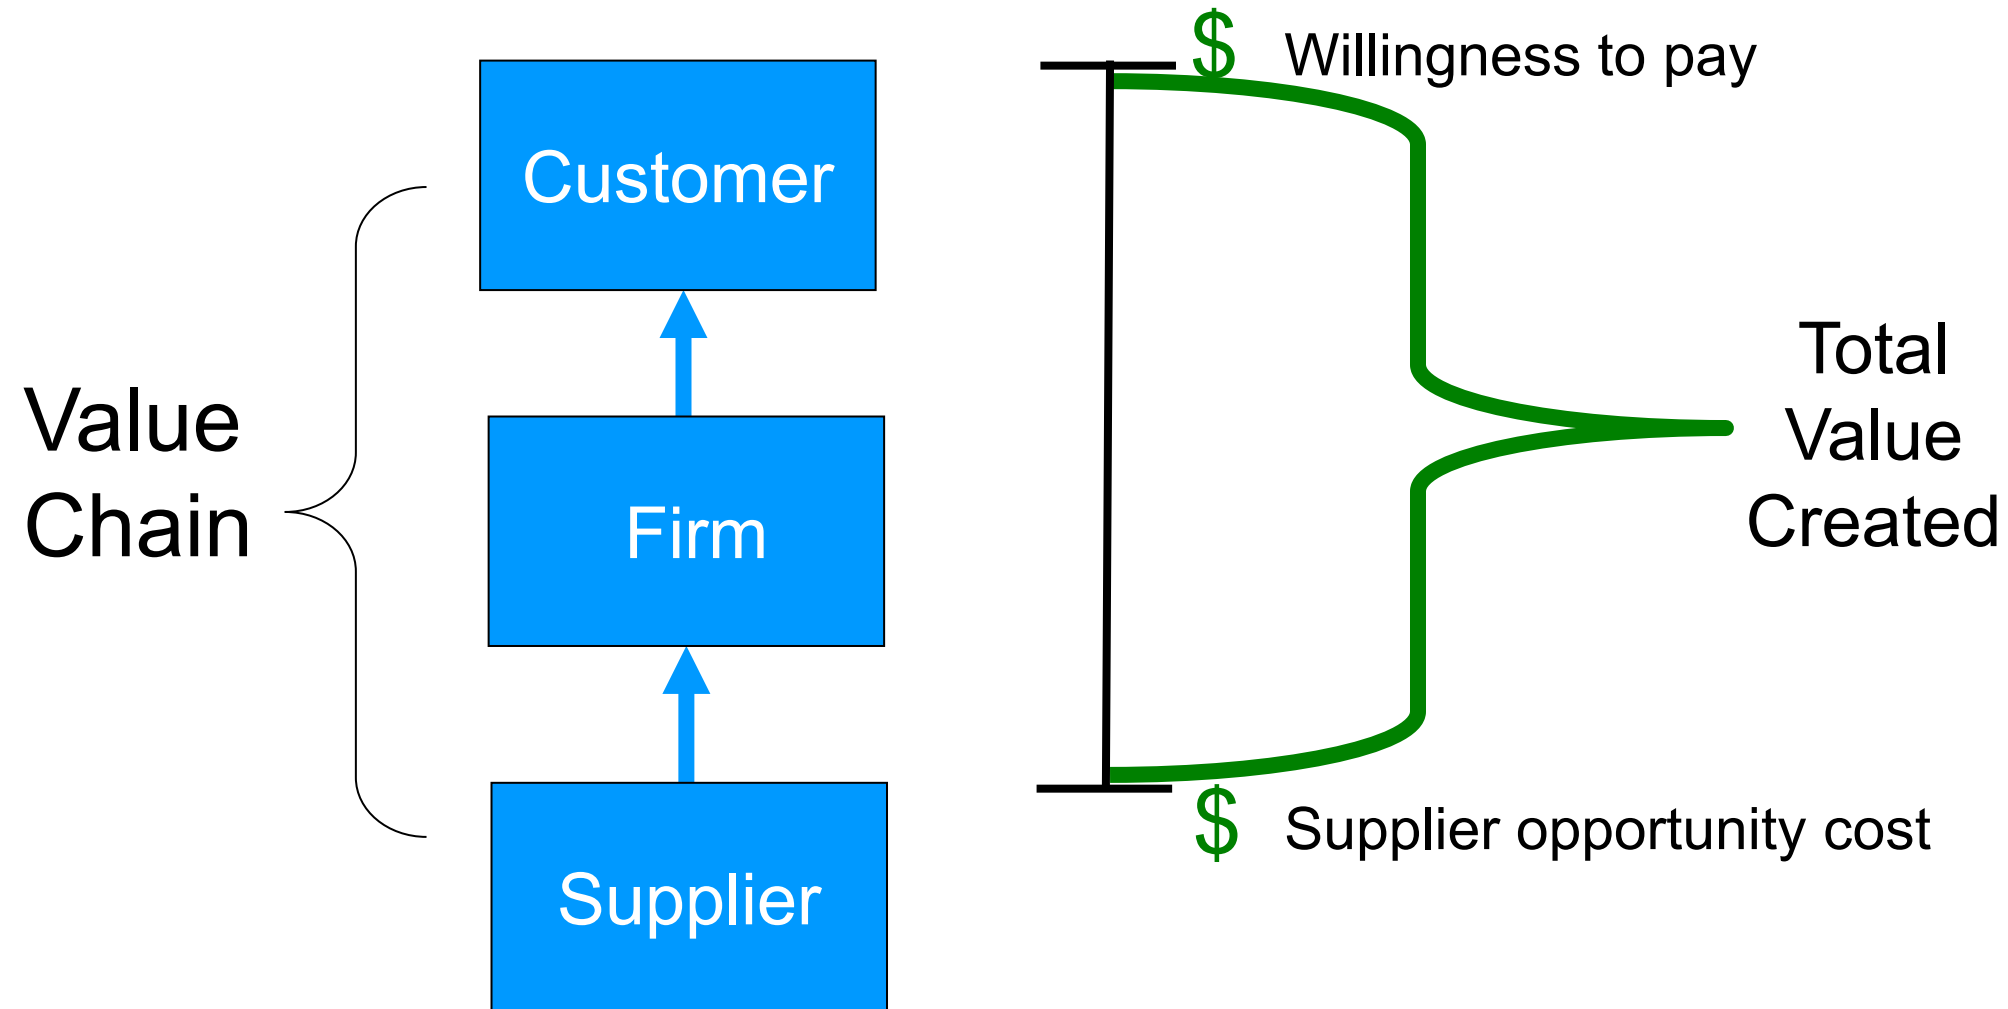 $ Willingness to pay
Customer
Value
Chain
Firm
Total
Value
Created
$ Supplier opportunity cost
Supplier